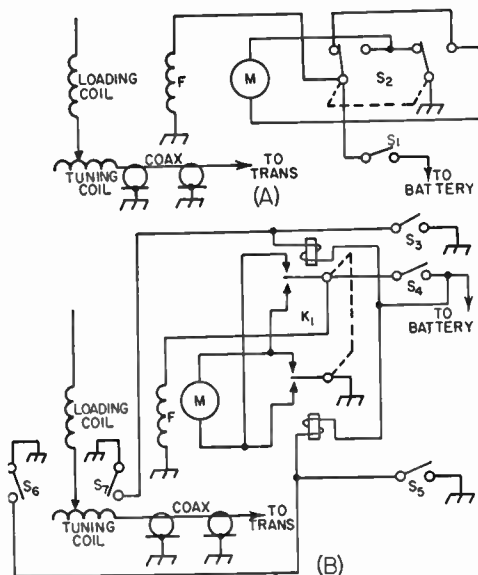 LOADING
COIL
F
M
S2
S1
TO
BATTERY
COAX
TO
TRANS
TUNING
COIL
(A)
S3
S4
TO
BATTERY
K1
F
M
LOADING
COIL
S6
S7
S5
COAX
TO
TRANS
TUNING
COIL
(B)